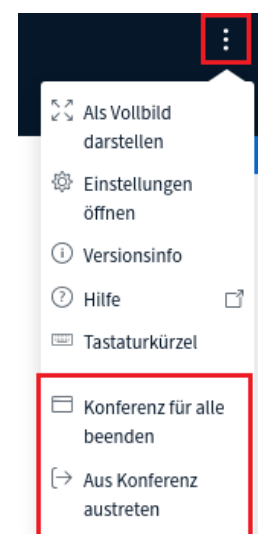 Als Vollbild
darstellen
Einstellungen
öffnen
Versionsinfo
Hilfe
Tastaturkürzel
Konferenz für alle
beenden
Aus Konferenz
austreten